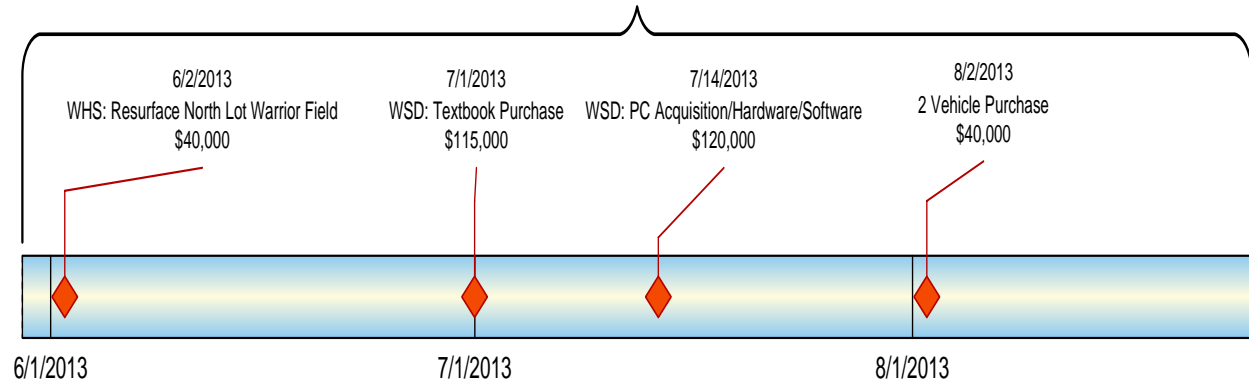 6/2/2013
WHS: Resurface North Lot Warrior Field
$40,000
7/1/2013
WSD: Textbook Purchase
$115,000
7/14/2013
WSD: PC Acquisition/Hardware/Software
$120,000
8/2/2013
2 Vehicle Purchase
$40,000
6/1/2013
7/1/2013
8/1/2013